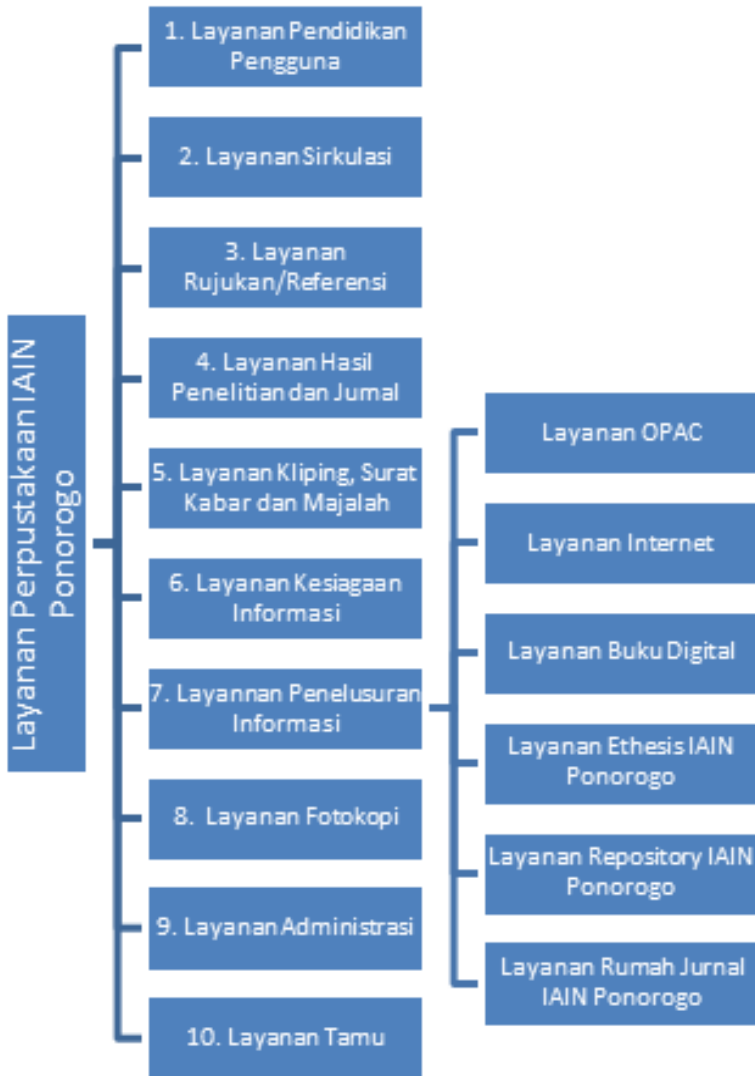 Layanan Perpustakaan IAIN
Ponorogo
1. Layanan Pendidikan
Pengguna
2. Layanan Sirkulasi
3. Layanan
Rujukan/Referensi
4. Layanan Hasil
Penelitian dan Jurnal
5. Layanan Kliping, Surat
Kabar dan Majalah
6. Layanan Kesiagaan
Informasi
7. Layannan Penelusuran
Informasi
8. Layanan Fotokopi
9. Layanan Administrasi
10. Layanan Tamu
Layanan OPAC
Layanan Internet
Layanan Buku Digital
Layanan Ethesis IAIN
Ponorogo
Layanan Repository IAIN
Ponorogo
Layanan Rumah Jurnal
IAIN Ponorogo